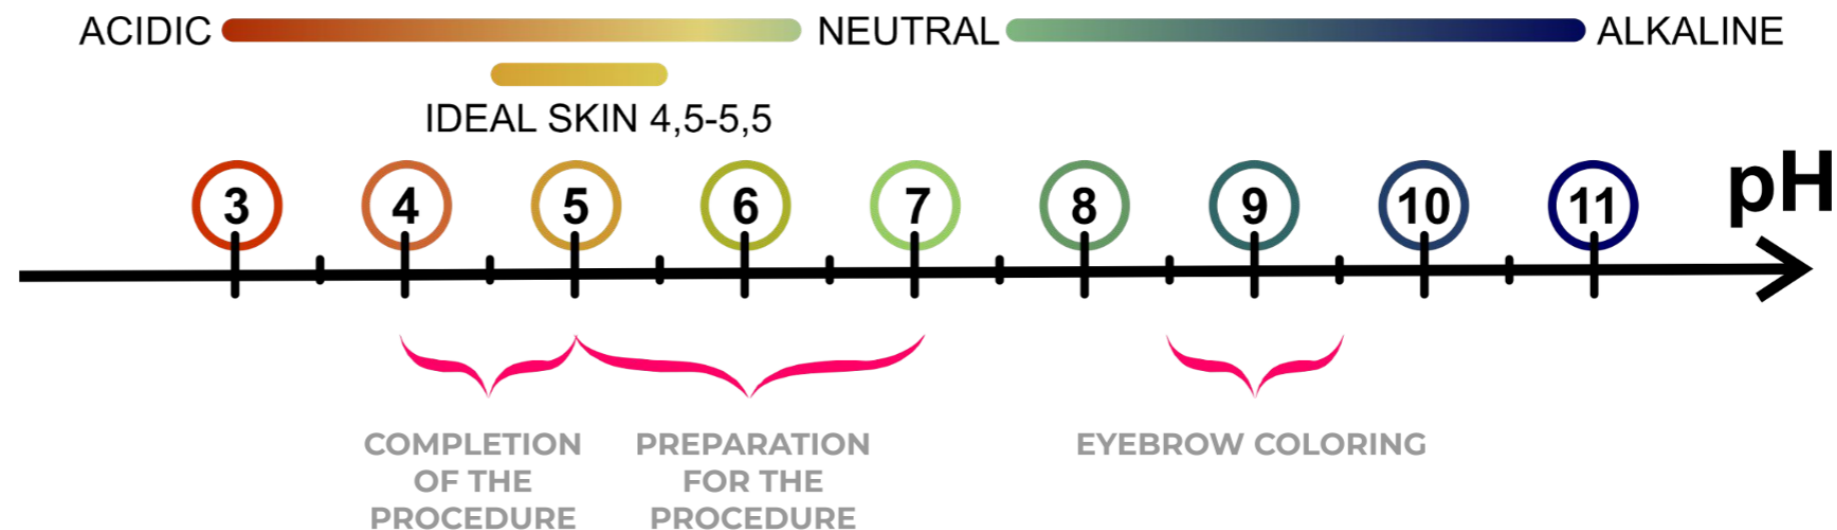 ACIDIC NEUTRAL ALKALINE
IDEAL SKIN 4,5-5,5
pH
3 4 5 6 7 8 9 10 11
COMPLETION
OF THE
PROCEDURE
PREPARATION
FOR THE
PROCEDURE
EYEBROW COLORING